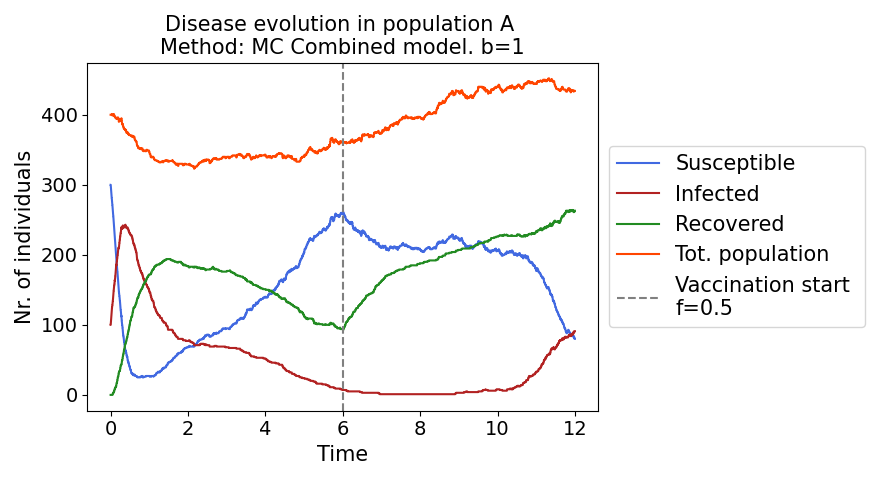 Disease evolution in population A
Method: MC Combined model. b=1
Nr. of individuals
400
300
200
100
0
0 2 4 6 8 10 12
Time
Susceptible
Infected
Recovered
Tot. population
Vaccination start
f=0.5